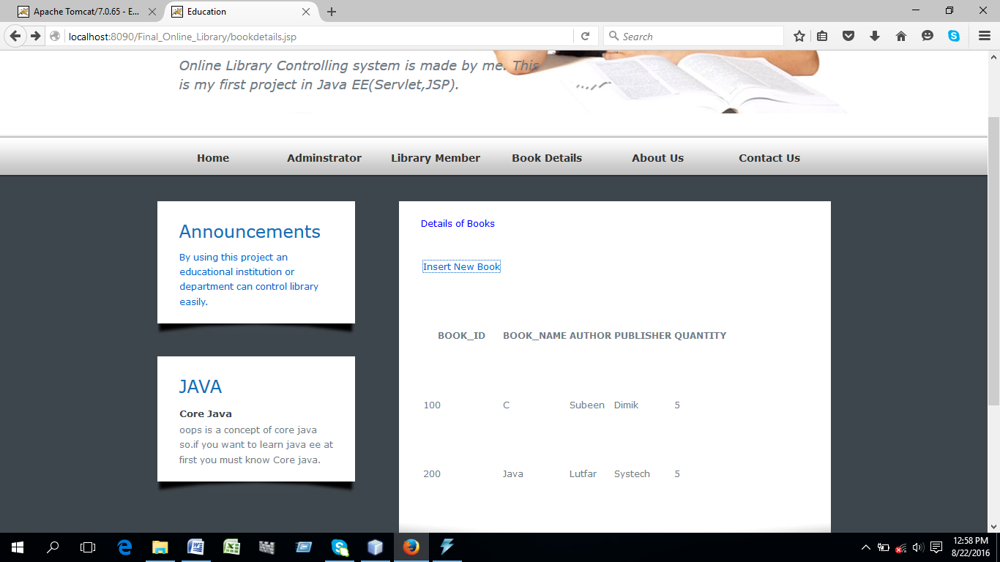 Apache Tomcat/7.0.65 - E...
Education
localhost:8090/Final_Online_Library/bookdetails.jsp
Search
Online Library Controlling system is made by me. This
is my first project in Java EE(Servlet,JSP).
Home Adminstrator Library Member Book Details About Us Contact Us
Announcements
By using this project an
educational institution or
department can control library
easily.
JAVA
Core Java
oops is a concept of core java
so.if you want to learn java ee at
first you must know Core java.
Details of Books
Insert New Book
BOOK_ID BOOK_NAME AUTHOR PUBLISHER QUANTITY
100 C Subeen Dimik 5
200 Java Lutfar Systech 5
12:58 PM
8/22/2016